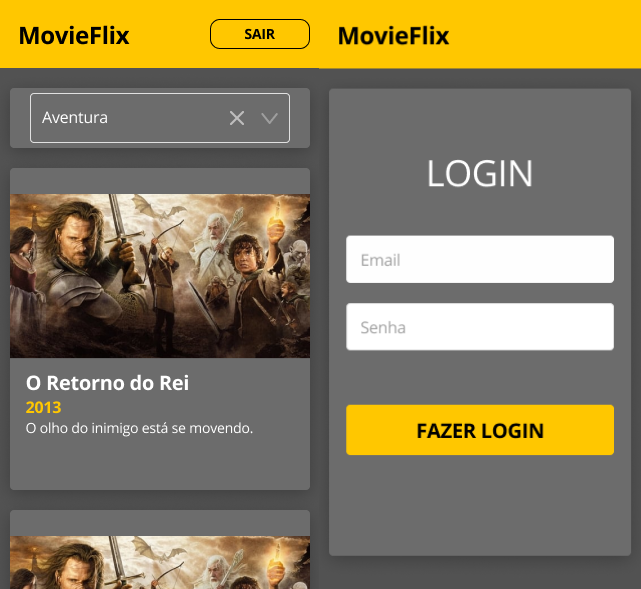 MovieFlix
SAIR
Aventura
O Retorno do Rei
2013
O olho do inimigo está se movendo.
MovieFlix
LOGIN
Email
Senha
FAZER LOGIN